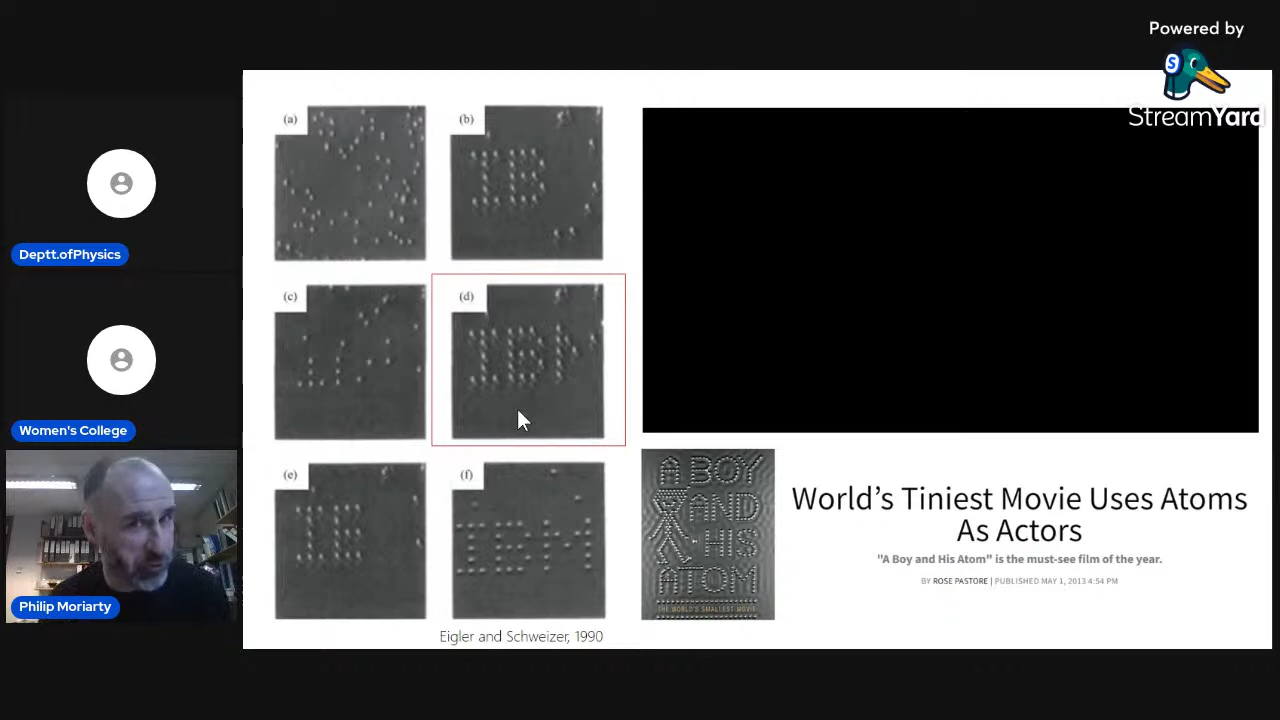 Powered by
StreamYard
Deptt.ofPhysics
Women's College
Philip Moriarty
(a)
(b)
(c)
(d)
(e)
(f)
IBM
Eigler and Schweizer, 1990
A BOY
AND
HIS
ATOM
THE WORLD'S SMALLEST MOVIE
World's Tiniest Movie Uses Atoms
As Actors
"A Boy and His Atom" is the must-see film of the year.
BY ROSE PASTORE | PUBLISHED MAY 1, 2013 4:54 PM